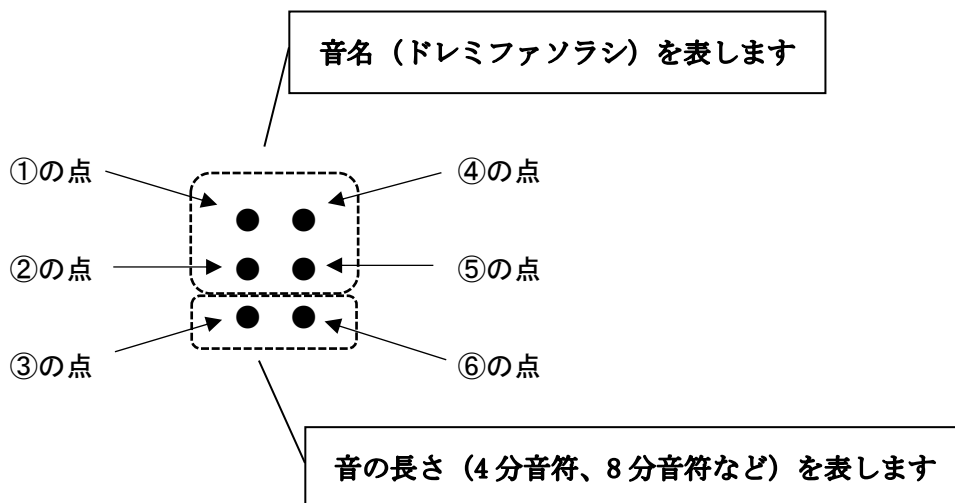 音名（ドレミファソラシ）を表します
①の点
④の点
②の点
⑤の点
③の点
⑥の点
音の長さ（4分音符、8分音符など）を表します